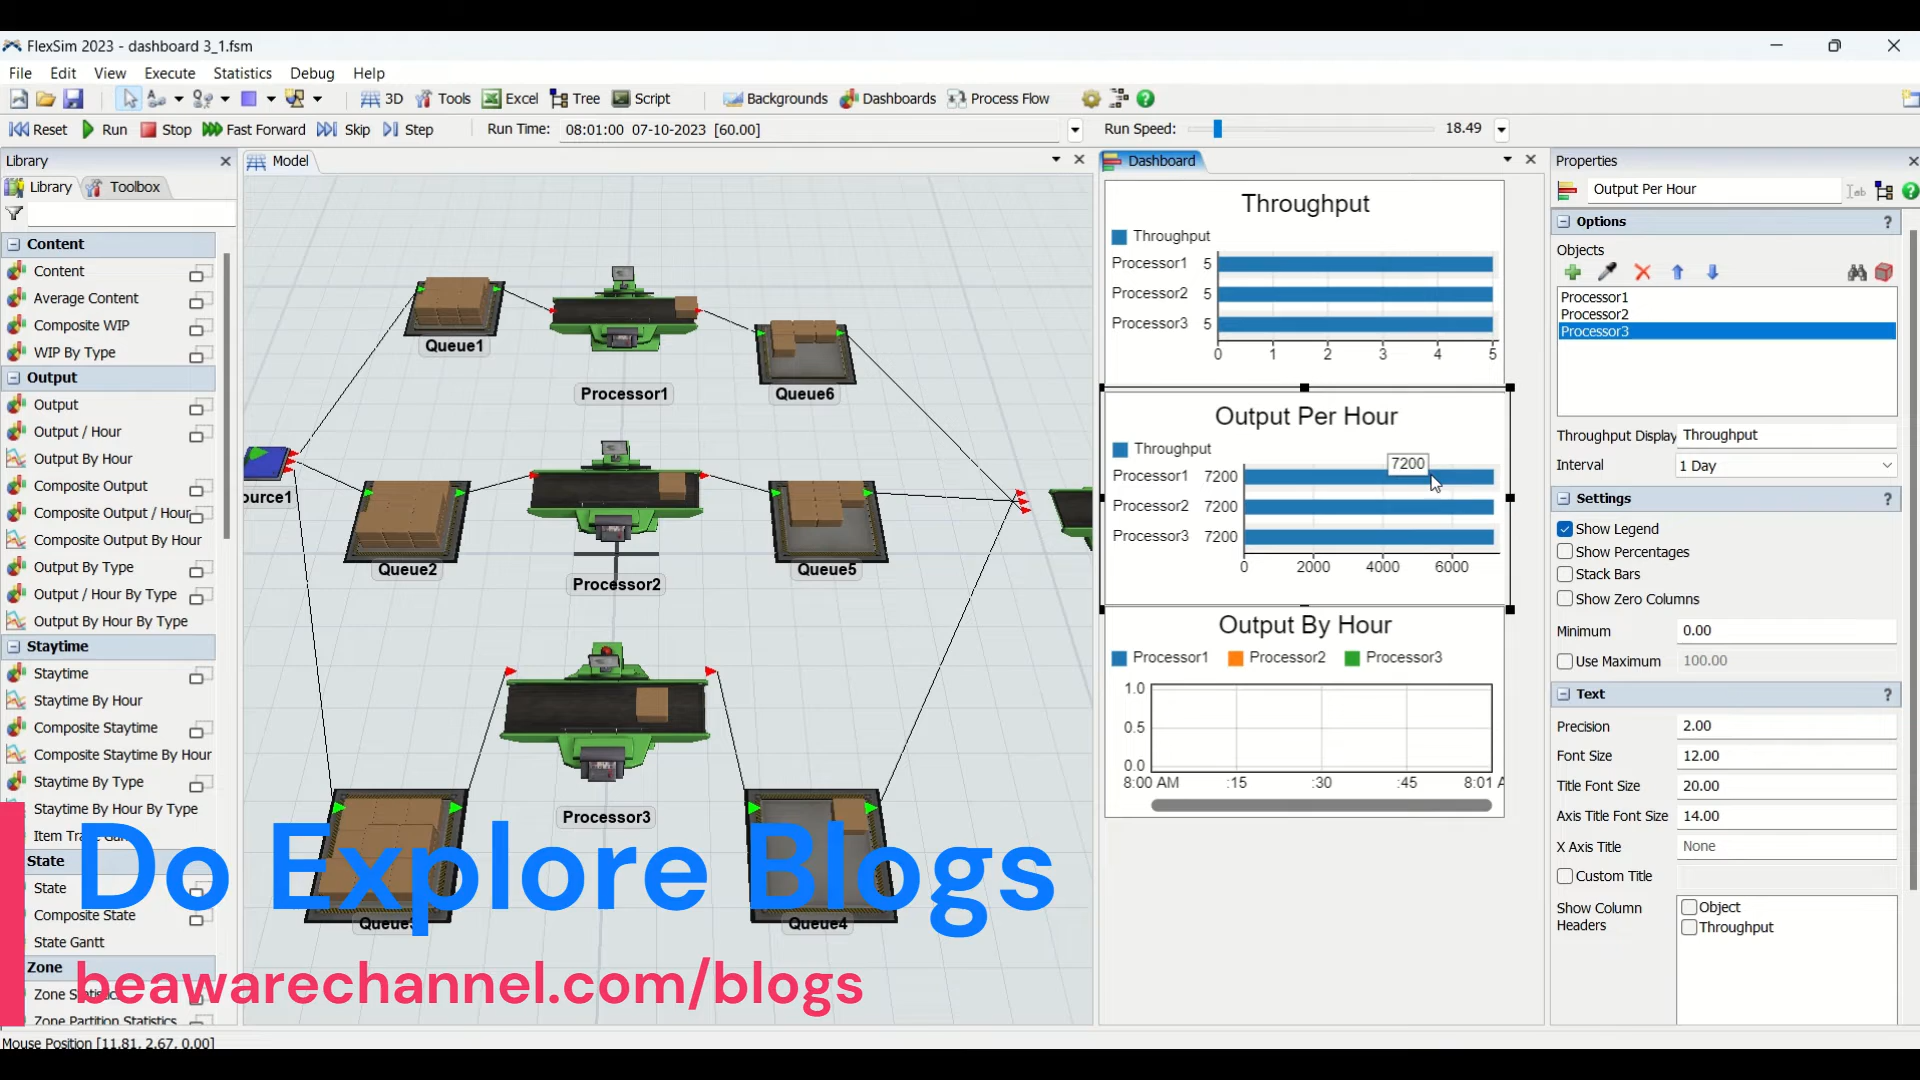 FlexSim 2023 - dashboard 3_1.fsm
File Edit View Execute Statistics Debug Help
3D Tools Excel Tree Script Backgrounds Dashboards Process Flow
Reset Run Stop Fast Forward Skip Step Run Time: 08:01:00 07-10-2023 [60.00] Run Speed: 18.49
Library
Library Toolbox
Content
Content
Average Content
Composite WIP
WIP By Type
Output
Output
Output / Hour
Output By Hour
Composite Output
Composite Output / Hour
Composite Output By Hour
Output By Type
Output / Hour By Type
Output By Hour By Type
Staytime
Staytime
Staytime By Hour
Composite Staytime
Composite Staytime By Hour
Staytime By Type
Staytime By Hour By Type
State
State
Composite State
State Gantt
Zone
Zone Partition Statistics
Mouse Position [11.81, 2.67, 0.00]
Model
Queue1
Processor1
Queue6
ource1
Queue2
Processor2
Queue5
Processor3
Queue4
Dashboard
Throughput
Throughput
Processor1 5
Processor2 5
Processor3 5
0 1 2 3 4 5
Output Per Hour
Throughput
7200
Processor1 7200
Processor2 7200
Processor3 7200
0 2000 4000 6000
Output By Hour
Processor1 Processor2 Processor3
1.0
0.5
0.0
8:00 AM :15 :30 :45 8:01
Properties
Output Per Hour
Options ?
Objects
Processor1
Processor2
Processor3
Throughput Display Throughput
Interval 1 Day
Settings ?
Show Legend
Show Percentages
Stack Bars
Show Zero Columns
Minimum 0.00
Use Maximum 100.00
Text ?
Precision 2.00
Font Size 12.00
Title Font Size 20.00
Axis Title Font Size 14.00
X Axis Title None
Custom Title
Show Column Headers
Object
Throughput
Do Explore Blogs
beawarechannel.com/blogs